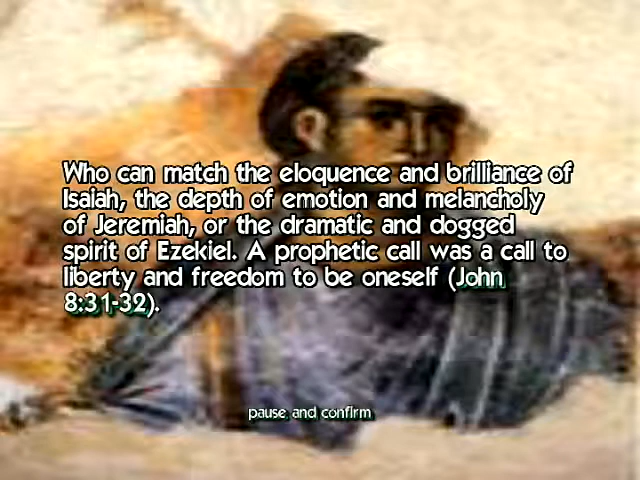 Who can match the eloquence and brilliance of
Isaiah, the depth of emotion and melancholy
of Jeremiah, or the dramatic and dogged
spirit of Ezekiel. A prophetic call was a call to
liberty and freedom to be oneself (John
8:31-32).
pause and confirm